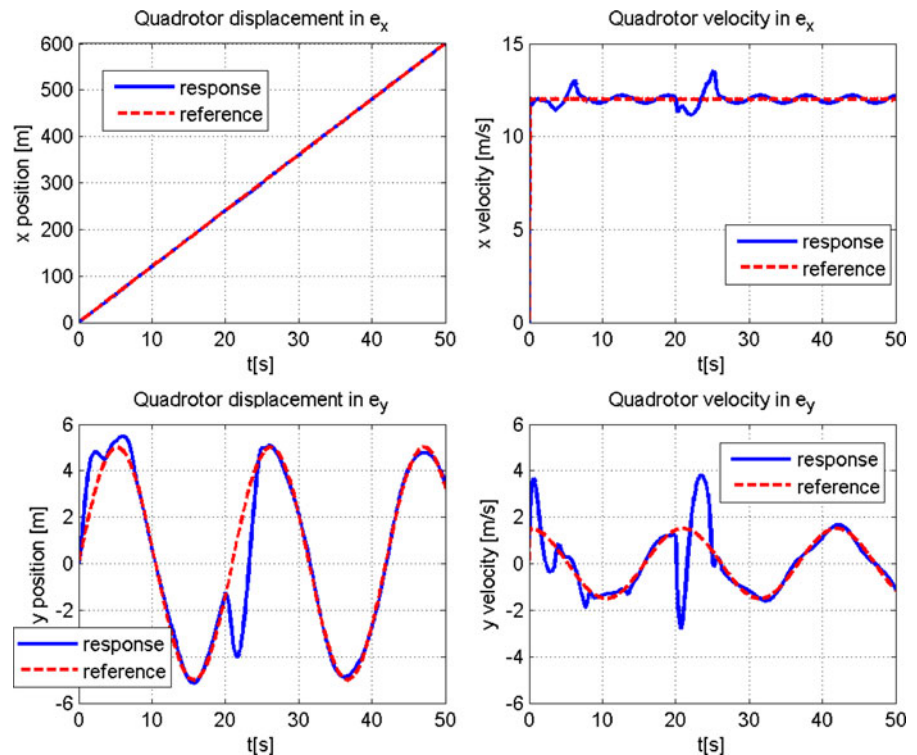 Quadrotor displacement in e_x
600
500
400
300
200
100
0
x position [m]
response
reference
0 10 20 30 40 50
t[s]
Quadrotor velocity in e_x
15
10
5
0
x velocity [m/s]
response
reference
0 10 20 30 40 50
t[s]
Quadrotor displacement in e_y
6
4
2
0
-2
-4
-6
y position [m]
response
reference
0 10 20 30 40 50
t[s]
Quadrotor velocity in e_y
6
4
2
0
-2
-4
-6
y velocity [m/s]
response
reference
0 10 20 30 40 50
t[s]